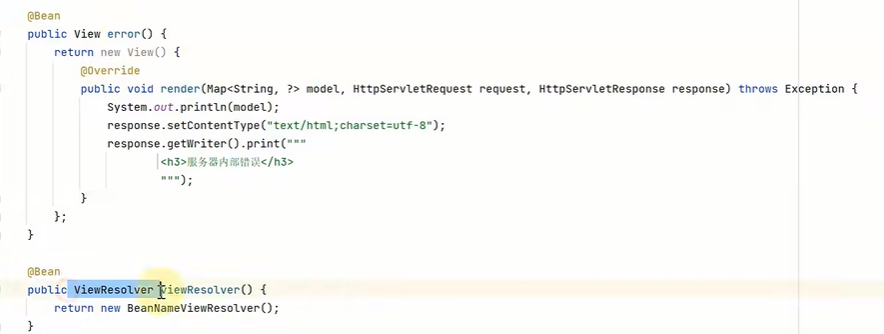 @Bean
public View error() {
return new View() {
@Override
public void render(Map<String, ?> model, HttpServletRequest request, HttpServletResponse response) throws Exception {
System.out.println(model);
response.setContentType("text/html;charset=utf-8");
response.getWriter().print("""
<h3>服务器内部错误</h3>
""");
}
};
}
@Bean
public ViewResolver viewResolver() {
return new BeanNameViewResolver();
}